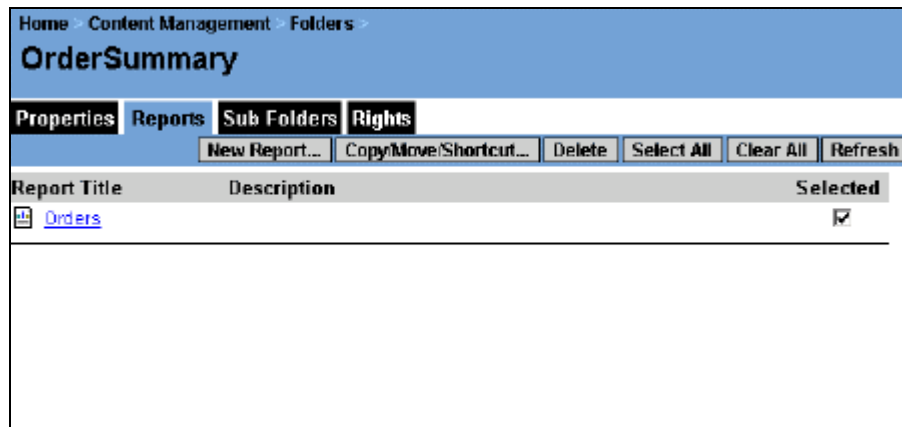 Home > Content Management > Folders >
OrderSummary
Properties Reports Sub Folders Rights
New Report... Copy/Move/Shortcut... Delete Select All Clear All Refresh
Report Title Description Selected
Orders